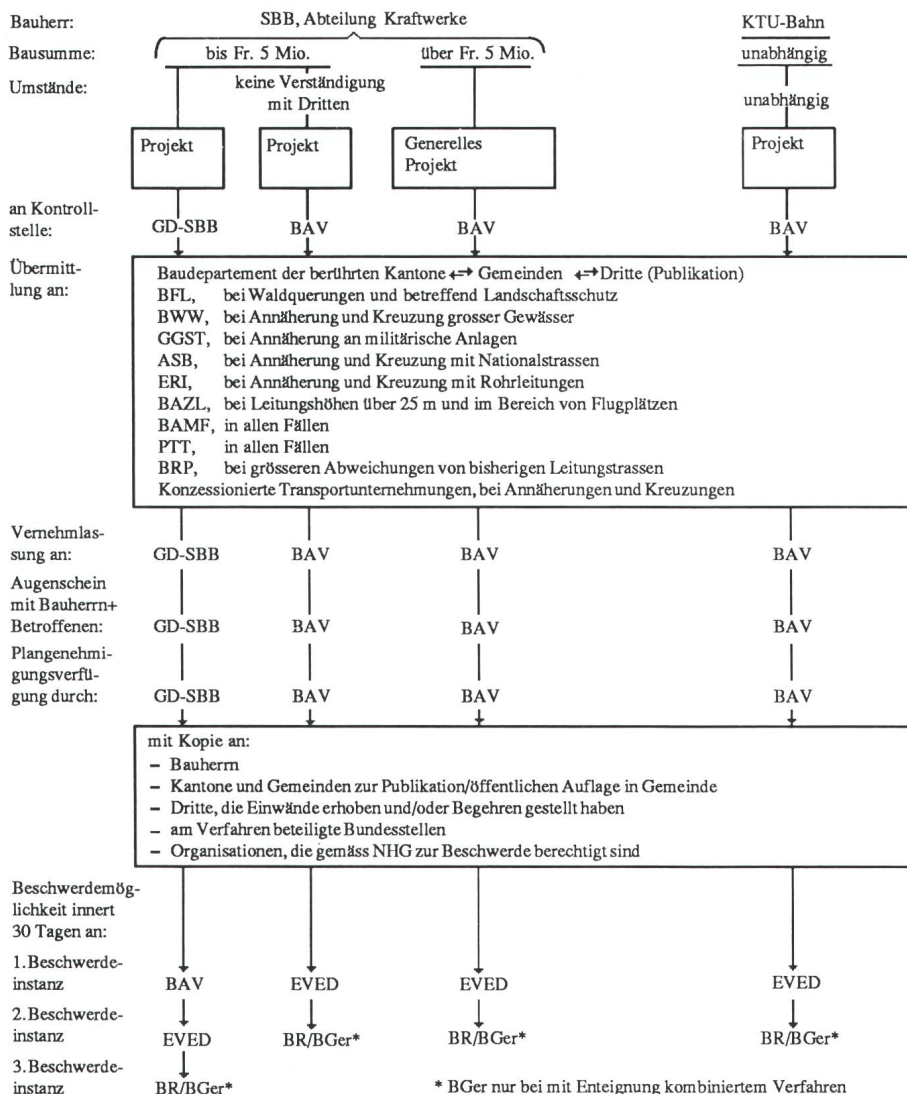 Bauherr: SBB, Abteilung Kraftwerke KTU-Bahn
Bausumme: bis Fr. 5 Mio. über Fr. 5 Mio. unabhängig
Umstände: keine Verständigung
mit Dritten unabhängig
Projekt Projekt Generelles Projekt
Projekt
an Kontroll-
stelle: GD-SBB BAV BAV BAV
Übermitt-
lung an:
Baudepartement der berührten Kantone ↔ Gemeinden ↔ Dritte (Publikation)
BFL, bei Waldquerungen und betreffend Landschaftsschutz
BWW, bei Annäherung und Kreuzung grosser Gewässer
GGST, bei Annäherung an militärische Anlagen
ASB, bei Annäherung und Kreuzung mit Nationalstrassen
ERI, bei Annäherung und Kreuzung mit Rohrleitungen
BAZL, bei Leitungshöhen über 25 m und im Bereich von Flugplätzen
BAMF, in allen Fällen
PTT, in allen Fällen
BRP, bei grösseren Abweichungen von bisherigen Leitungstrassen
Konzessionierte Transportunternehmungen, bei Annäherungen und Kreuzungen
Vernehmlas-
sung an: GD-SBB BAV BAV BAV
Augenschein
mit Bauherrn+
Betroffenen: GD-SBB BAV BAV BAV
Plangenehmi-
gungsverfü-
gung durch: GD-SBB BAV BAV BAV
mit Kopie an:
– Bauherrn
– Kantone und Gemeinden zur Publikation/öffentlichen Auflage in Gemeinde
– Dritte, die Einwände erhoben und/oder Begehren gestellt haben
– am Verfahren beteiligte Bundesstellen
– Organisationen, die gemäss NHG zur Beschwerde berechtigt sind
Beschwerdemög-
lichkeit innert
30 Tagen an:
1.Beschwerde-
instanz BAV EVED EVED EVED
2.Beschwerde-
instanz EVED BR/BGer* BR/BGer* BR/BGer*
3.Beschwerde-
instanz BR/BGer* * BGer nur bei mit Enteignung kombiniertem Verfahren